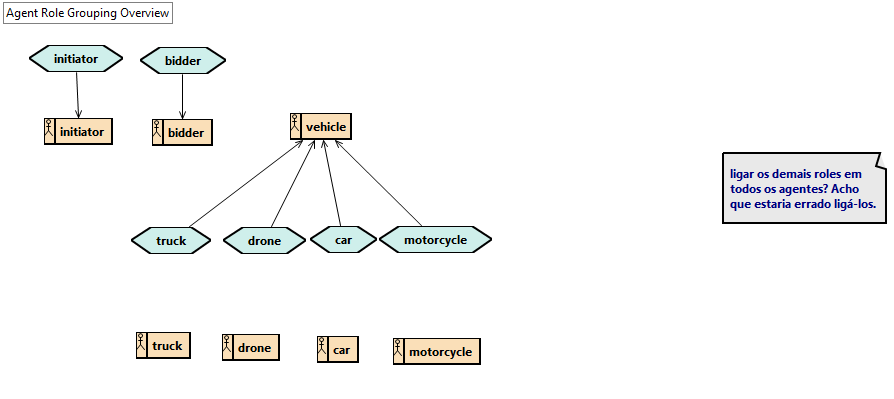 Agent Role Grouping Overview
initiator
bidder
initiator
bidder
vehicle
ligar os demais roles em
todos os agentes? Acho
que estaria errado ligá-los.
truck
drone
car
motorcycle
truck
drone
car
motorcycle